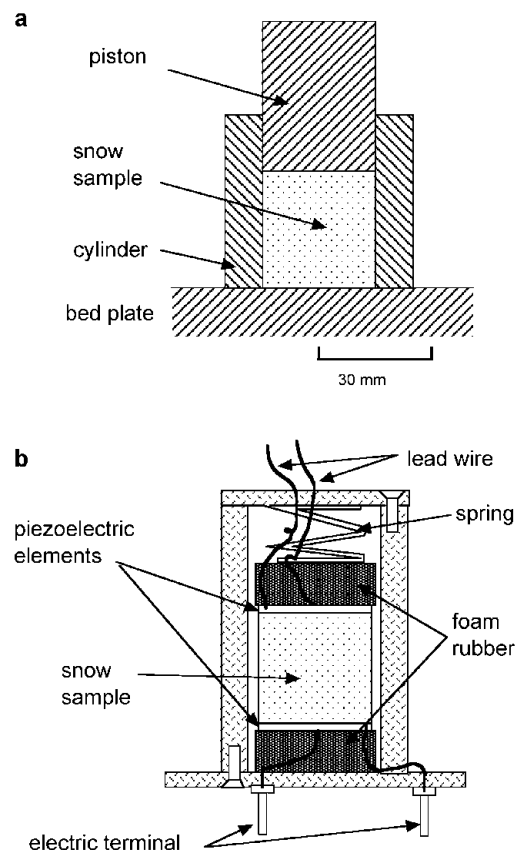 a
piston
snow
sample
cylinder
bed plate
30 mm
b
lead wire
spring
piezoelectric
elements
foam
rubber
snow
sample
electric terminal